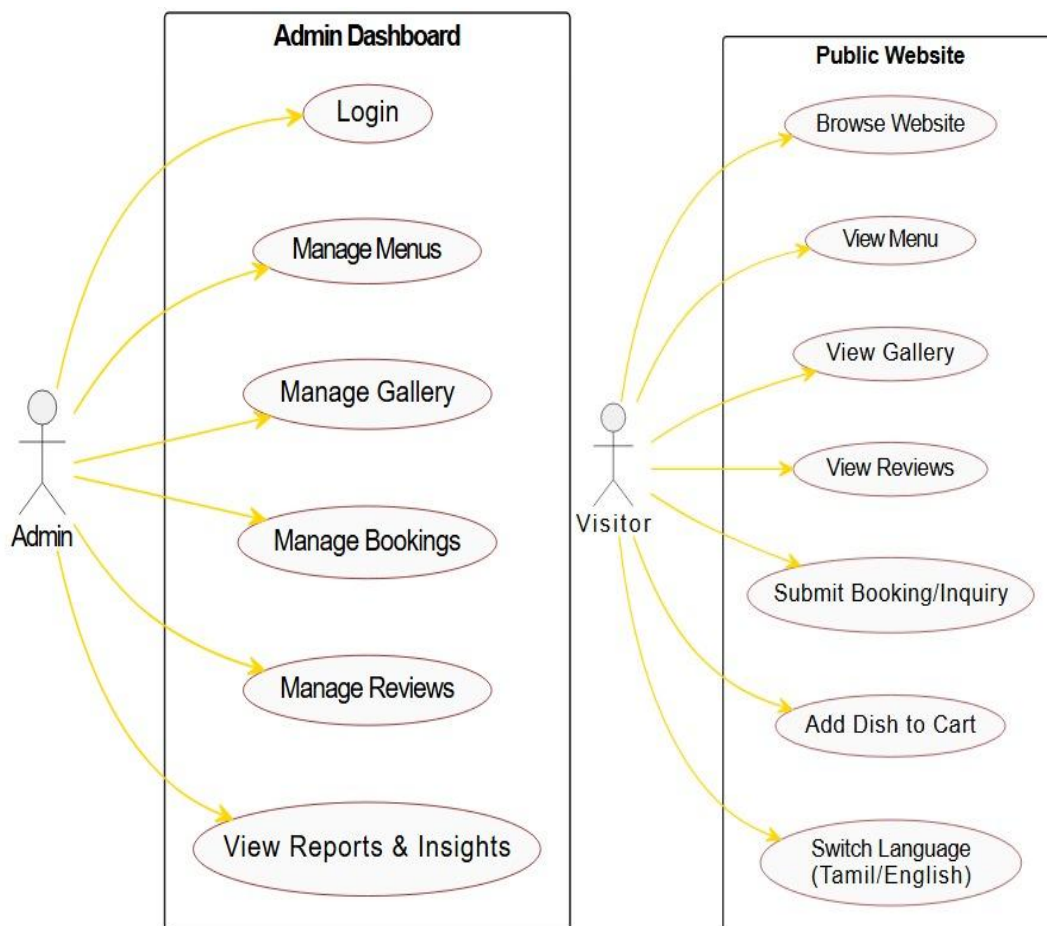 Admin Dashboard
Login
Manage Menus
Manage Gallery
Manage Bookings
Manage Reviews
View Reports & Insights
Admin
Public Website
Browse Website
View Menu
View Gallery
View Reviews
Submit Booking/Inquiry
Add Dish to Cart
Switch Language
(Tamil/English)
Visitor